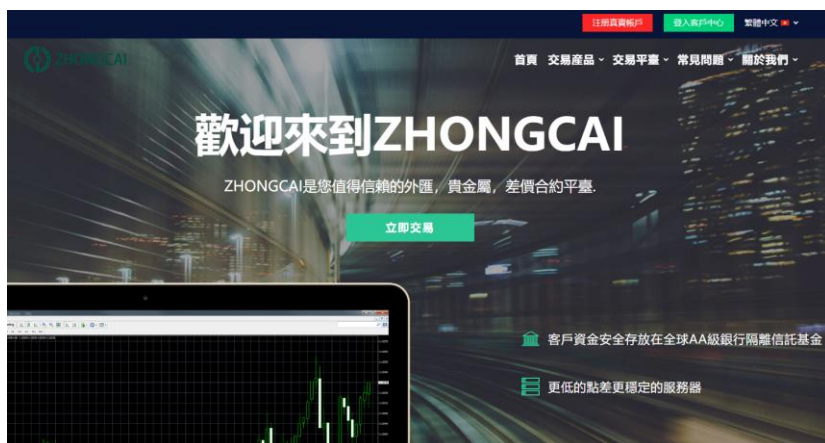 注册真實帳戶
登入客戶中心
繁體中文
ZHONGCAI
首頁 交易産品 交易平臺 常見問題 關於我們
歡迎來到ZHONGCAI
ZHONGCAI是您值得信賴的外匯，貴金屬，差價合約平臺.
立即交易
客戶資金安全存放在全球AA級銀行隔離信託基金
更低的點差更穩定的服務器